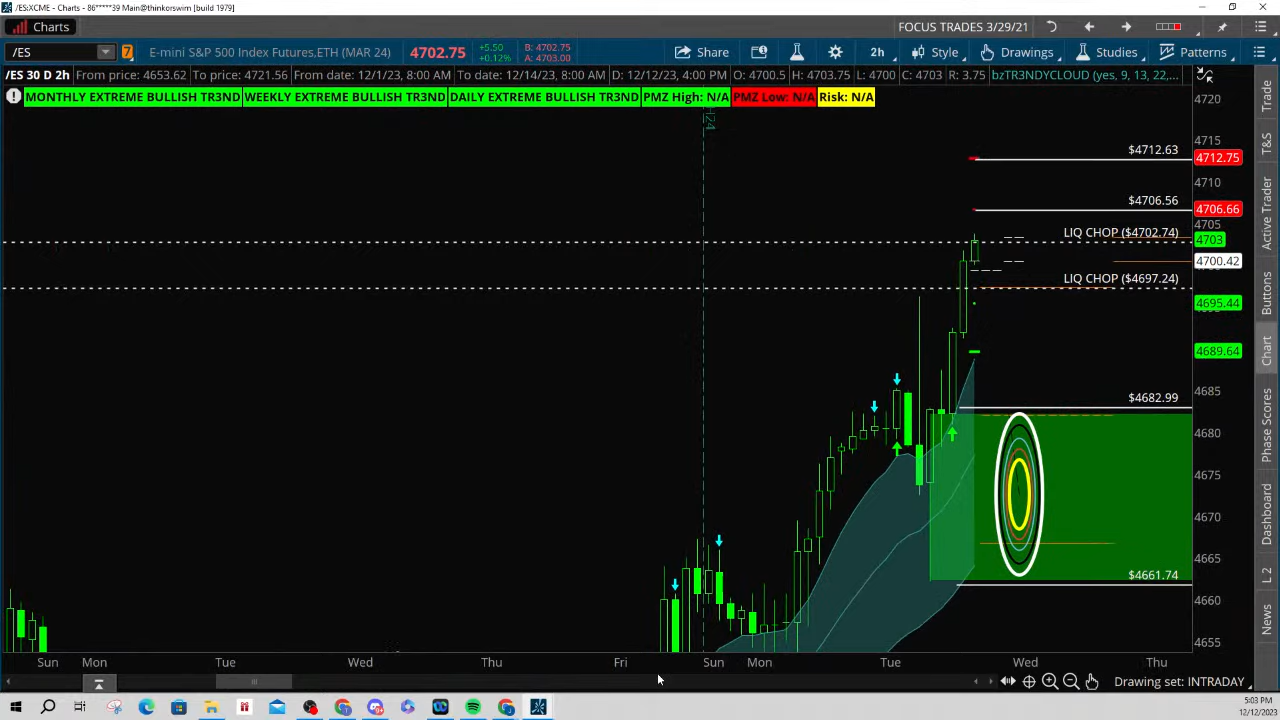 /ES:XCME - Charts - 86*****39 Main@thinkorswim [build 1979]
Charts
FOCUS TRADES 3/29/21
/ES
7
E-mini S&P 500 Index Futures,ETH (MAR 24)
4702.75
+5.50
+0.12%
B: 4702.75
A: 4703.00
Share
2h
Style
Drawings
Studies
Patterns
/ES 30 D 2h
From price: 4653.62
To price: 4721.56
From date: 12/1/23, 8:00 AM
To date: 12/14/23, 8:00 AM
D: 12/12/23, 4:00 PM
O: 4700.5
H: 4703.75
L: 4700
C: 4703
R: 3.75
bzTR3NDYCLOUD (yes, 9, 13, 22,...
MONTHLY EXTREME BULLISH TR3ND
WEEKLY EXTREME BULLISH TR3ND
DAILY EXTREME BULLISH TR3ND
PMZ High: N/A
PMZ Low: N/A
Risk: N/A
4720
4715
$4712.63
4712.75
4710
$4706.56
4706.66
4705
LIQ CHOP ($4702.74)
4703
4700.42
LIQ CHOP ($4697.24)
4695.44
4689.64
4685
$4682.99
4680
4675
4670
4665
$4661.74
4660
4655
Sun
Mon
Tue
Wed
Thu
Fri
Sun
Mon
Tue
Wed
Thu
Drawing set: INTRADAY
Trade
T&S
Active Trader
Buttons
Chart
Phase Scores
Dashboard
L 2
News
5:03 PM
12/12/2023